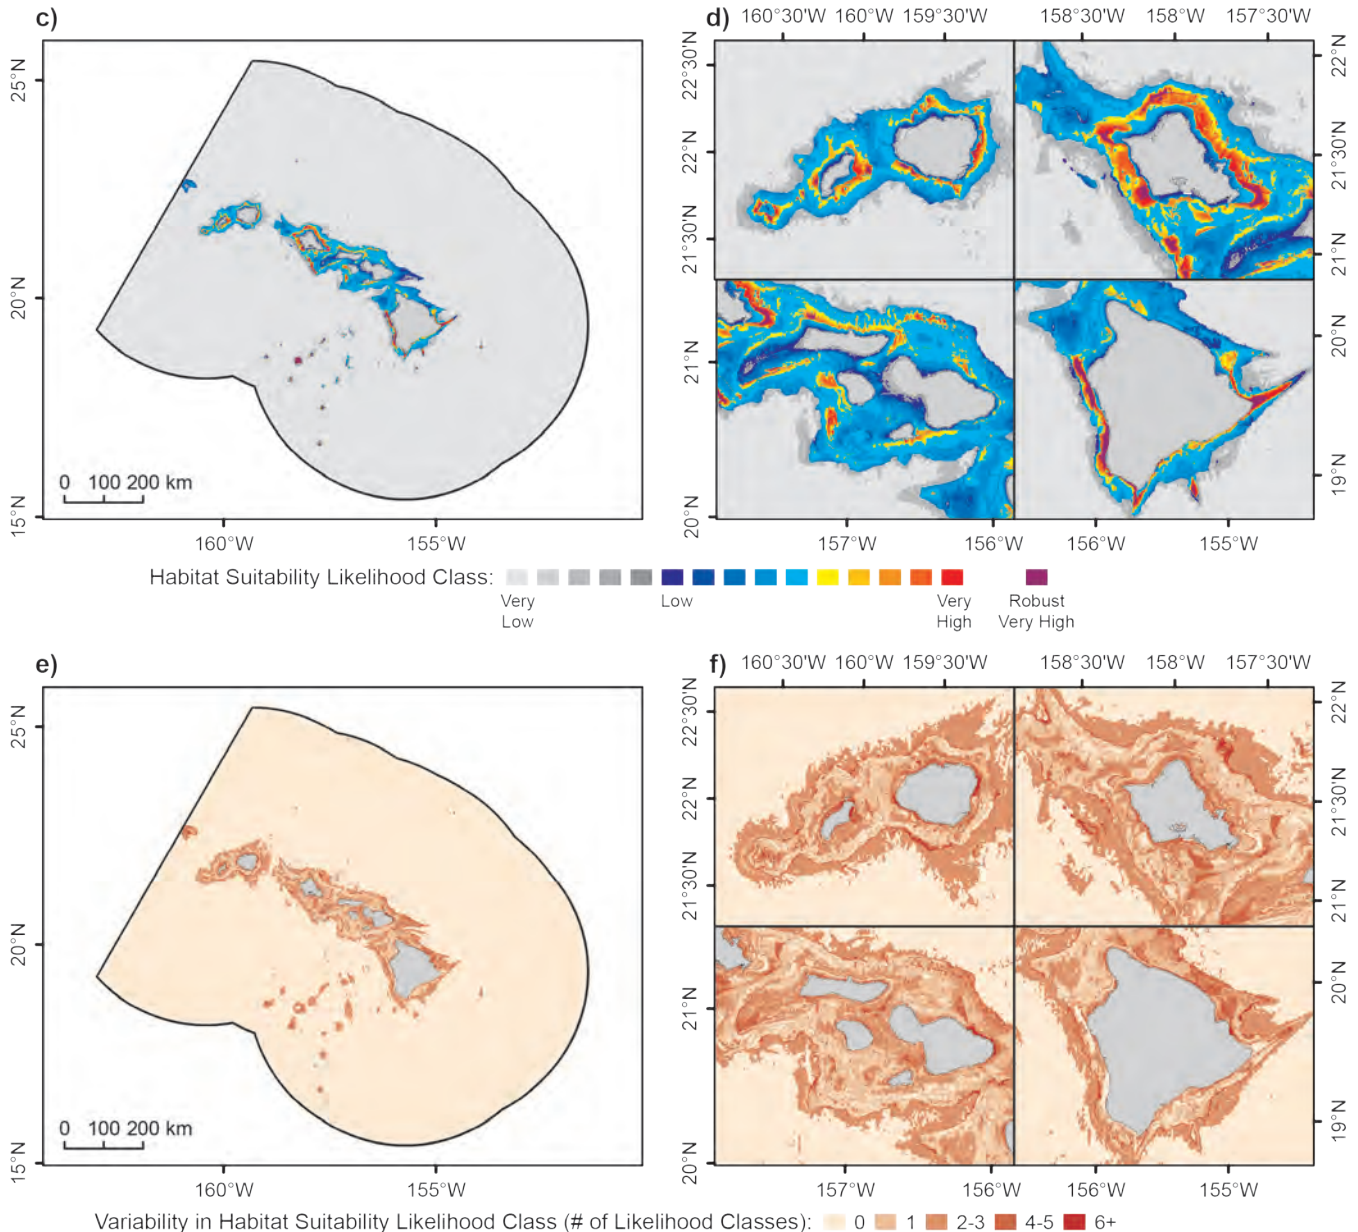 c)
d)
160°30'W 160°W 159°30'W
158°30'W 158°W 157°30'W
25°N
20°N
15°N
160°W 155°W
0 100 200 km
22°30'N
22°N
21°30'N
22°N
21°30'N
21°N
21°N
20°N
20°N
19°N
157°W 156°W
156°W 155°W
Habitat Suitability Likelihood Class:
Very Low
Low
Very High
Robust Very High
e)
f)
160°30'W 160°W 159°30'W
158°30'W 158°W 157°30'W
25°N
20°N
15°N
160°W 155°W
0 100 200 km
22°30'N
22°N
21°30'N
22°N
21°30'N
21°N
21°N
20°N
20°N
19°N
157°W 156°W
156°W 155°W
Variability in Habitat Suitability Likelihood Class (# of Likelihood Classes): 0 1 2-3 4-5 6+